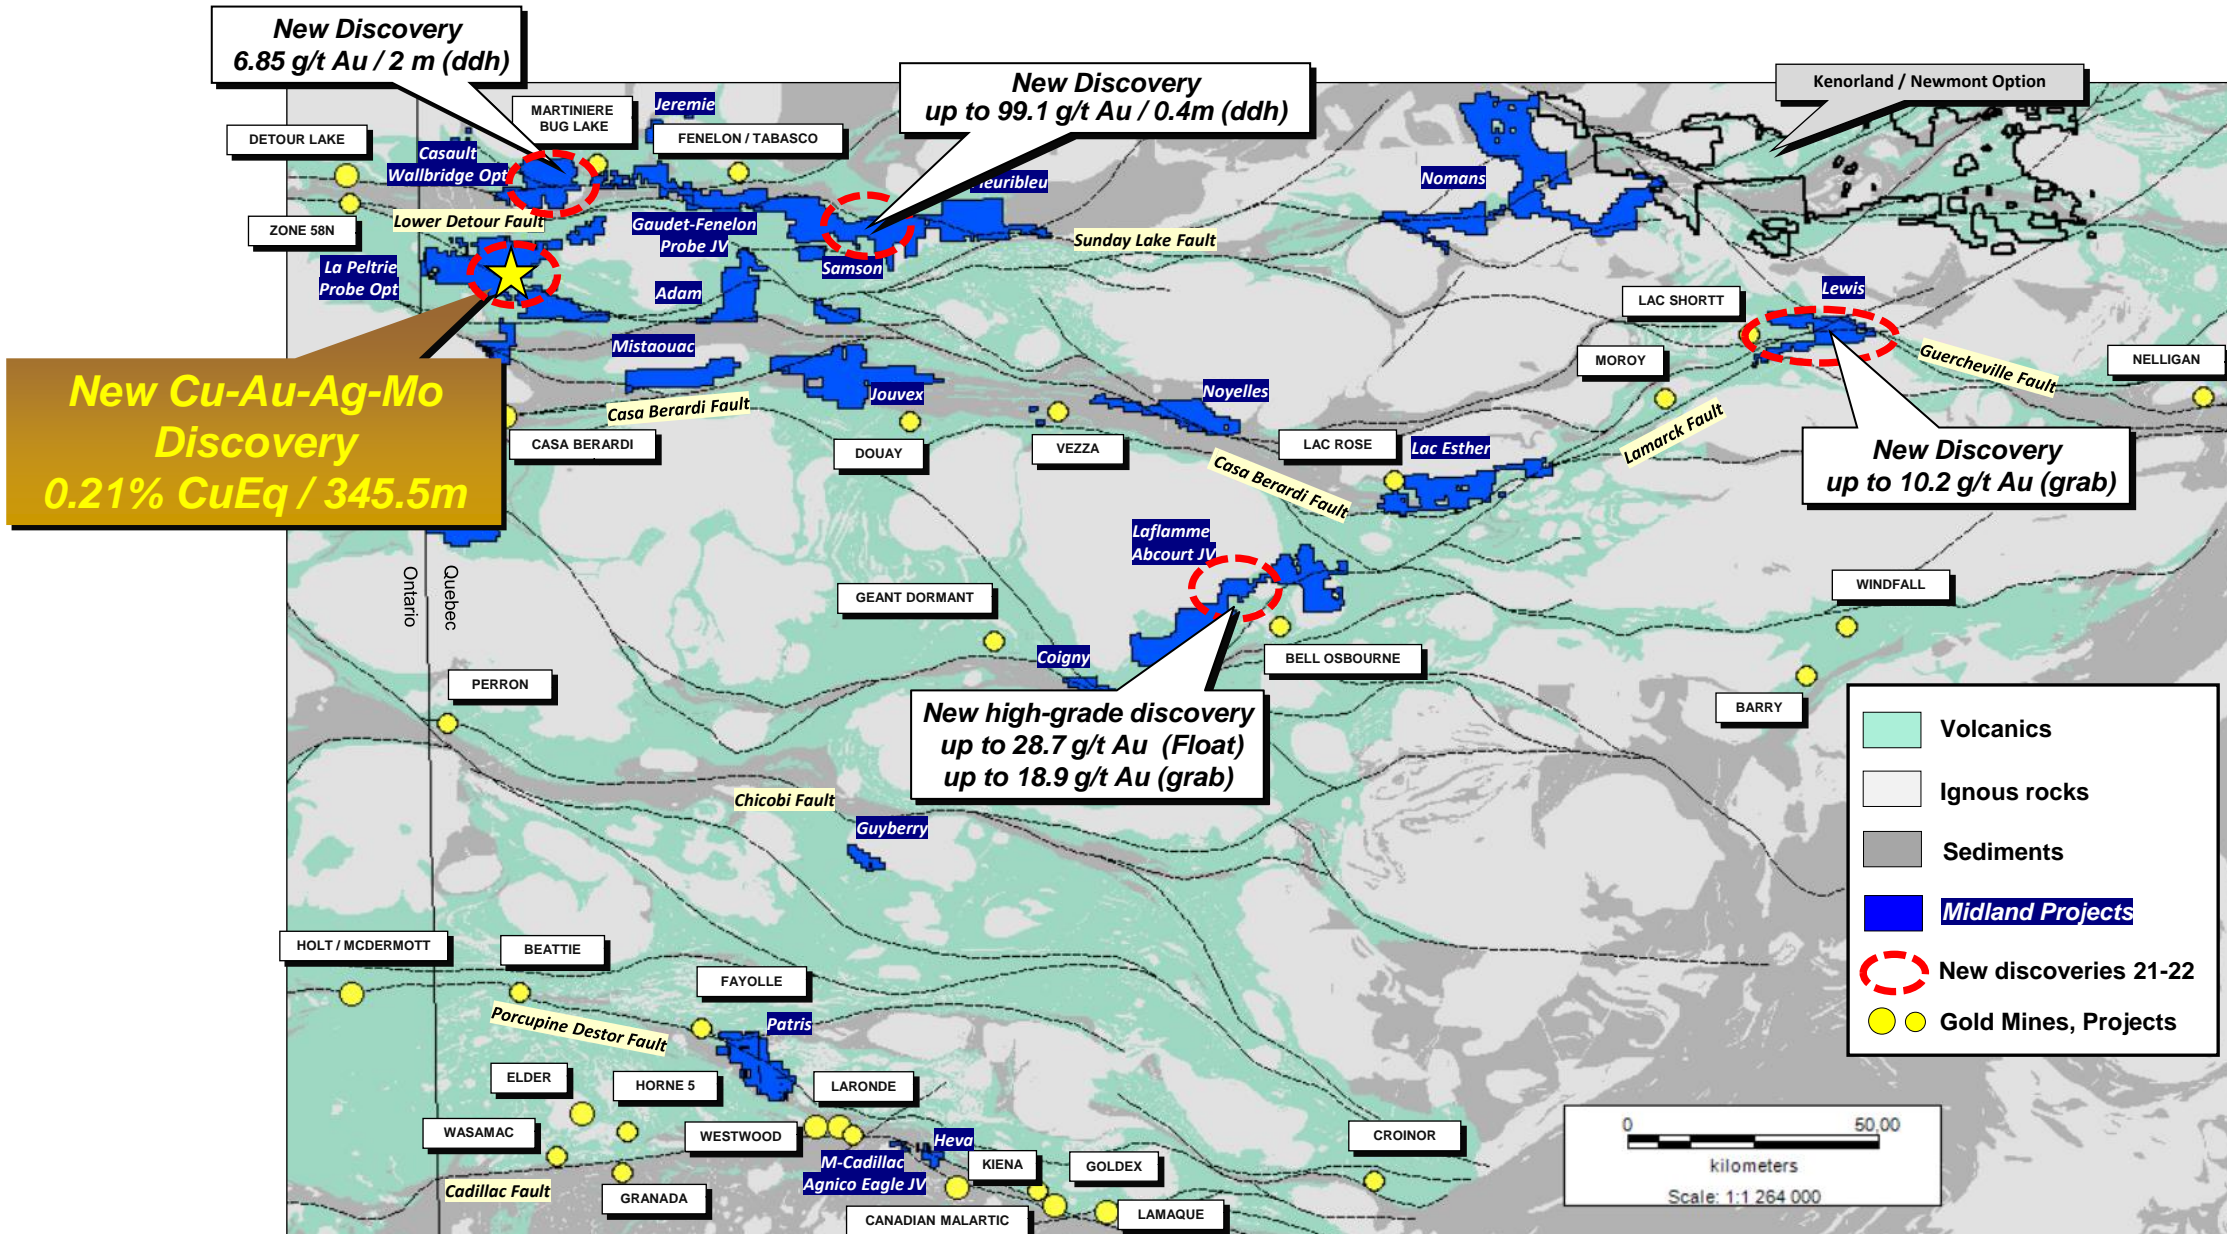 New Discovery
6.85 g/t Au / 2 m (ddh)
New Discovery
up to 99.1 g/t Au / 0.4m (ddh)
Kenorland / Newmont Option
MARTINIERE
BUG LAKE
Jeremie
FENELON / TABASCO
DETOUR LAKE
Casault
Wallbridge Opt
Nomans
Lower Detour Fault
ZONE 58N
Gaudet-Fenelon
Probe JV
Sunday Lake Fault
La Peltrie
Probe Opt
Samson
Adam
LAC SHORTT
Lewis
Mistaouac
MOROY
Guercheville Fault
NELLIGAN
New Cu-Au-Ag-Mo
Discovery
0.21% CuEq / 345.5m
Jouvex
Noyelles
Casa Berardi Fault
CASA BERARDI
DOUAY
VEZZA
LAC ROSE
Lac Esther
Lamarck Fault
New Discovery
up to 10.2 g/t Au (grab)
Casa Berardi Fault
Laflamme
Abcourt JV
Ontario
Quebec
GEANT DORMANT
WINDFALL
Coigny
BELL OSBOURNE
PERRON
BARRY
New high-grade discovery
up to 28.7 g/t Au (Float)
up to 18.9 g/t Au (grab)
Chicobi Fault
Guyberry
Volcanics
Ignous rocks
Sediments
Midland Projects
New discoveries 21-22
Gold Mines, Projects
HOLT / MCDERMOTT
BEATTIE
FAYOLLE
Porcupine Destor Fault
Patris
ELDER
HORNE 5
LARONDE
WASAMAC
WESTWOOD
Heva
CROINOR
M-Cadillac
Agnico Eagle JV
KIENA
GOLDEX
Cadillac Fault
GRANADA
CANADIAN MALARTIC
LAMAQUE
0 50,00
kilometers
Scale: 1:1 264 000